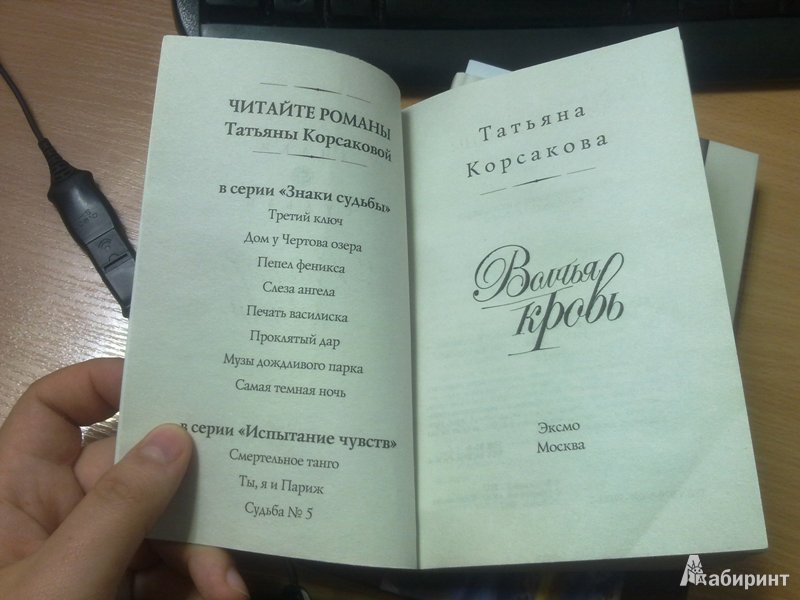 ЧИТАЙТЕ РОМАНЫ
Татьяны Корсаковой
в серии «Знаки судьбы»
Третий ключ
Дом у Чертова озера
Пепел феникса
Слеза ангела
Печать василиска
Проклятый дар
Музы дождливого парка
Самая темная ночь
в серии «Испытание чувств»
Смертельное танго
Ты, я и Париж
Судьба № 5
Татьяна
Корсакова
Волчья
кровь
Эксмо
Москва
Лабиринт